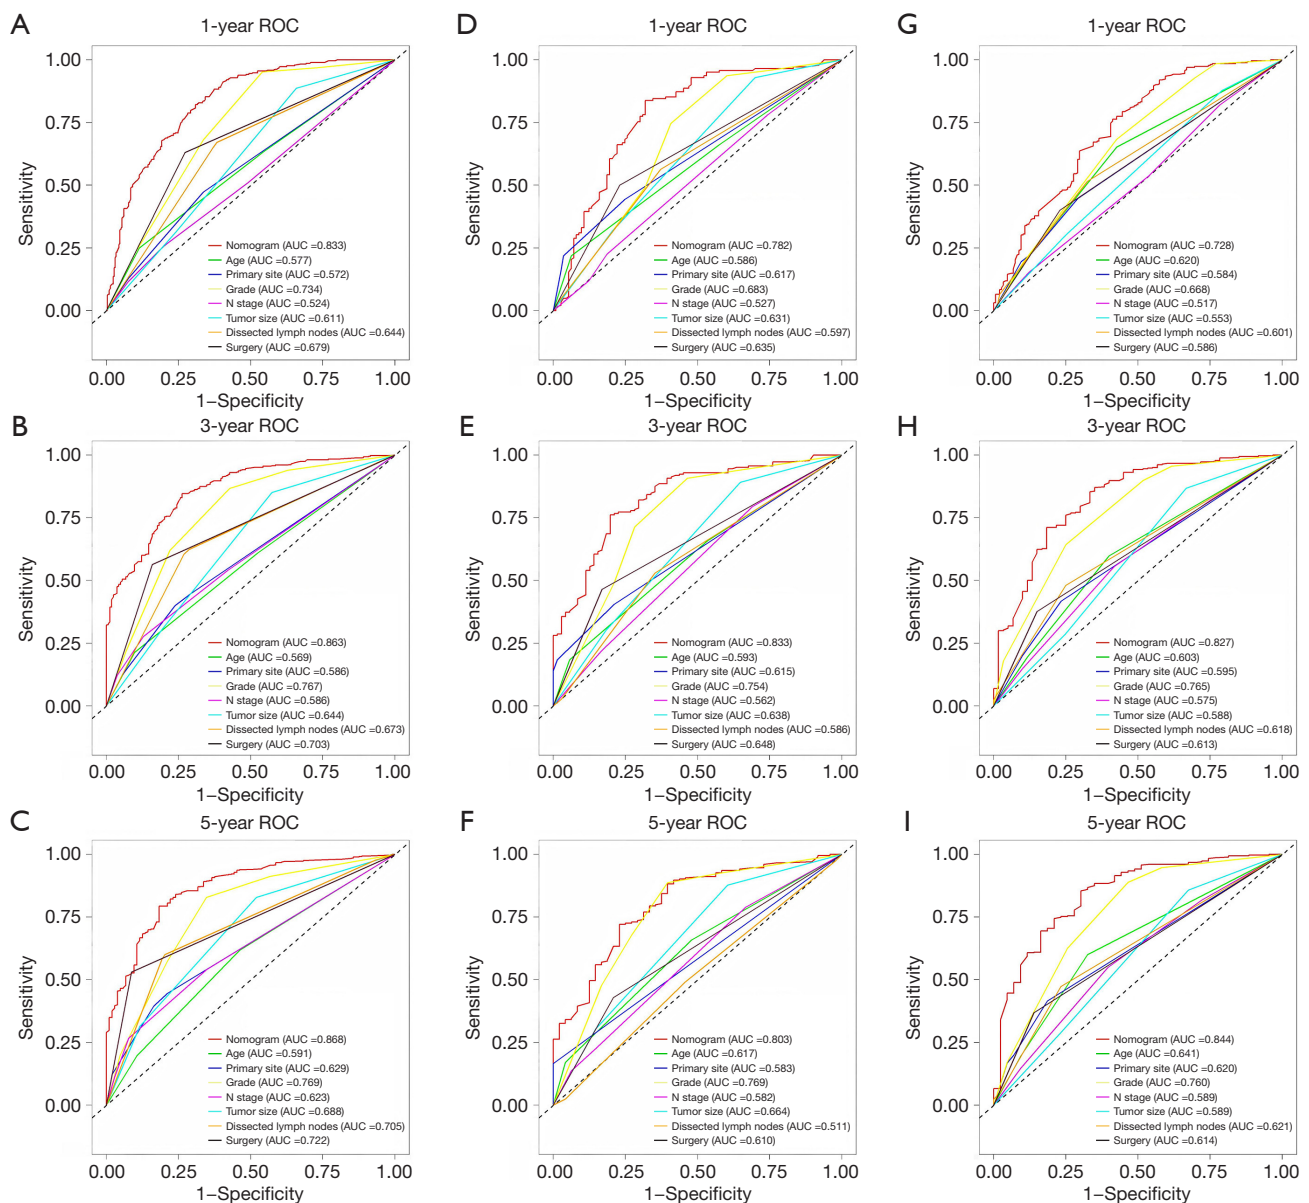 A
1-year ROC
1.00
0.75
0.50
0.25
0.00
Sensitivity
Nomogram (AUC =0.833)
Age (AUC =0.577)
Primary site (AUC =0.572)
Grade (AUC =0.734)
N stage (AUC =0.524)
Tumor size (AUC =0.611)
Dissected lymph nodes (AUC =0.644)
Surgery (AUC =0.679)
0.00 0.25 0.50 0.75 1.00
1−Specificity
D
1-year ROC
1.00
0.75
0.50
0.25
0.00
Sensitivity
Nomogram (AUC =0.782)
Age (AUC =0.586)
Primary site (AUC =0.617)
Grade (AUC =0.683)
N stage (AUC =0.527)
Tumor size (AUC =0.631)
Dissected lymph nodes (AUC =0.597)
Surgery (AUC =0.635)
0.00 0.25 0.50 0.75 1.00
1−Specificity
G
1-year ROC
1.00
0.75
0.50
0.25
0.00
Sensitivity
Nomogram (AUC =0.728)
Age (AUC =0.620)
Primary site (AUC =0.584)
Grade (AUC =0.668)
N stage (AUC =0.517)
Tumor size (AUC =0.553)
Dissected lymph nodes (AUC =0.601)
Surgery (AUC =0.586)
0.00 0.25 0.50 0.75 1.00
1−Specificity
B
3-year ROC
1.00
0.75
0.50
0.25
0.00
Sensitivity
Nomogram (AUC =0.863)
Age (AUC =0.569)
Primary site (AUC =0.586)
Grade (AUC =0.767)
N stage (AUC =0.586)
Tumor size (AUC =0.644)
Dissected lymph nodes (AUC =0.673)
Surgery (AUC =0.703)
0.00 0.25 0.50 0.75 1.00
1−Specificity
E
3-year ROC
1.00
0.75
0.50
0.25
0.00
Sensitivity
Nomogram (AUC =0.833)
Age (AUC =0.593)
Primary site (AUC =0.615)
Grade (AUC =0.754)
N stage (AUC =0.562)
Tumor size (AUC =0.638)
Dissected lymph nodes (AUC =0.586)
Surgery (AUC =0.648)
0.00 0.25 0.50 0.75 1.00
1−Specificity
H
3-year ROC
1.00
0.75
0.50
0.25
0.00
Sensitivity
Nomogram (AUC =0.827)
Age (AUC =0.603)
Primary site (AUC =0.595)
Grade (AUC =0.765)
N stage (AUC =0.575)
Tumor size (AUC =0.588)
Dissected lymph nodes (AUC =0.618)
Surgery (AUC =0.613)
0.00 0.25 0.50 0.75 1.00
1−Specificity
C
5-year ROC
1.00
0.75
0.50
0.25
0.00
Sensitivity
Nomogram (AUC =0.868)
Age (AUC =0.591)
Primary site (AUC =0.629)
Grade (AUC =0.769)
N stage (AUC =0.623)
Tumor size (AUC =0.688)
Dissected lymph nodes (AUC =0.705)
Surgery (AUC =0.722)
0.00 0.25 0.50 0.75 1.00
1−Specificity
F
5-year ROC
1.00
0.75
0.50
0.25
0.00
Sensitivity
Nomogram (AUC =0.803)
Age (AUC =0.617)
Primary site (AUC =0.583)
Grade (AUC =0.769)
N stage (AUC =0.582)
Tumor size (AUC =0.664)
Dissected lymph nodes (AUC =0.511)
Surgery (AUC =0.610)
0.00 0.25 0.50 0.75 1.00
1−Specificity
I
5-year ROC
1.00
0.75
0.50
0.25
0.00
Sensitivity
Nomogram (AUC =0.844)
Age (AUC =0.641)
Primary site (AUC =0.620)
Grade (AUC =0.760)
N stage (AUC =0.589)
Tumor size (AUC =0.589)
Dissected lymph nodes (AUC =0.621)
Surgery (AUC =0.614)
0.00 0.25 0.50 0.75 1.00
1−Specificity